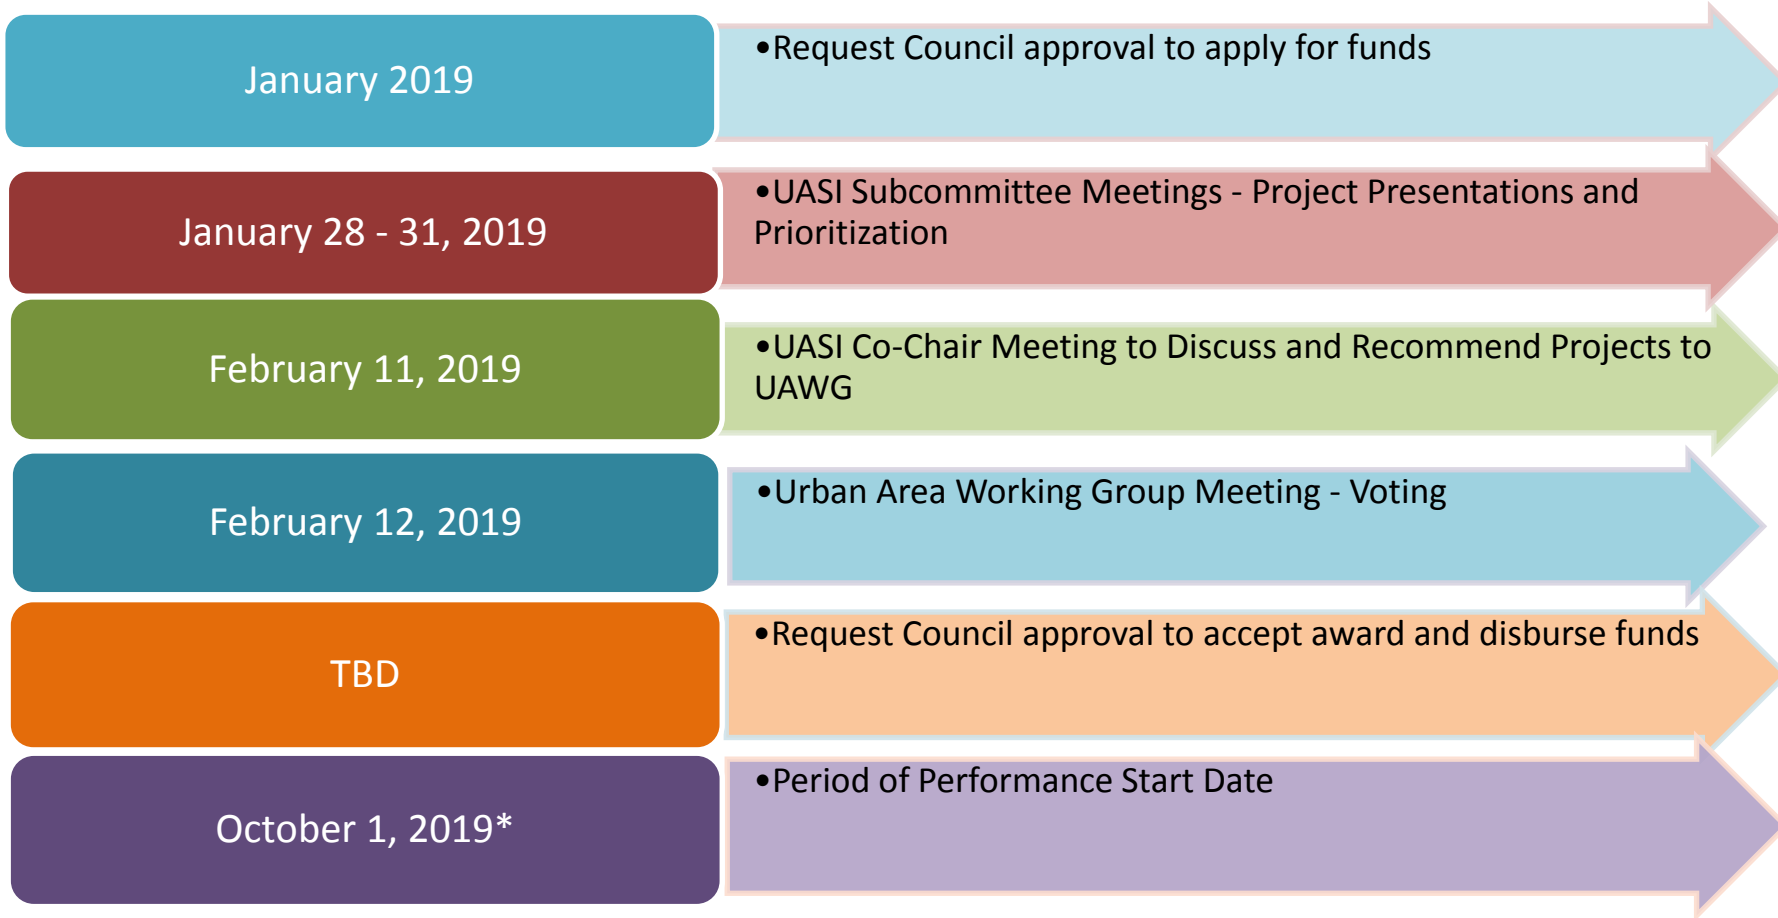 January 2019
•Request Council approval to apply for funds
January 28 - 31, 2019
•UASI Subcommittee Meetings - Project Presentations and
Prioritization
February 11, 2019
•UASI Co-Chair Meeting to Discuss and Recommend Projects to
UAWG
February 12, 2019
•Urban Area Working Group Meeting - Voting
TBD
•Request Council approval to accept award and disburse funds
October 1, 2019*
•Period of Performance Start Date